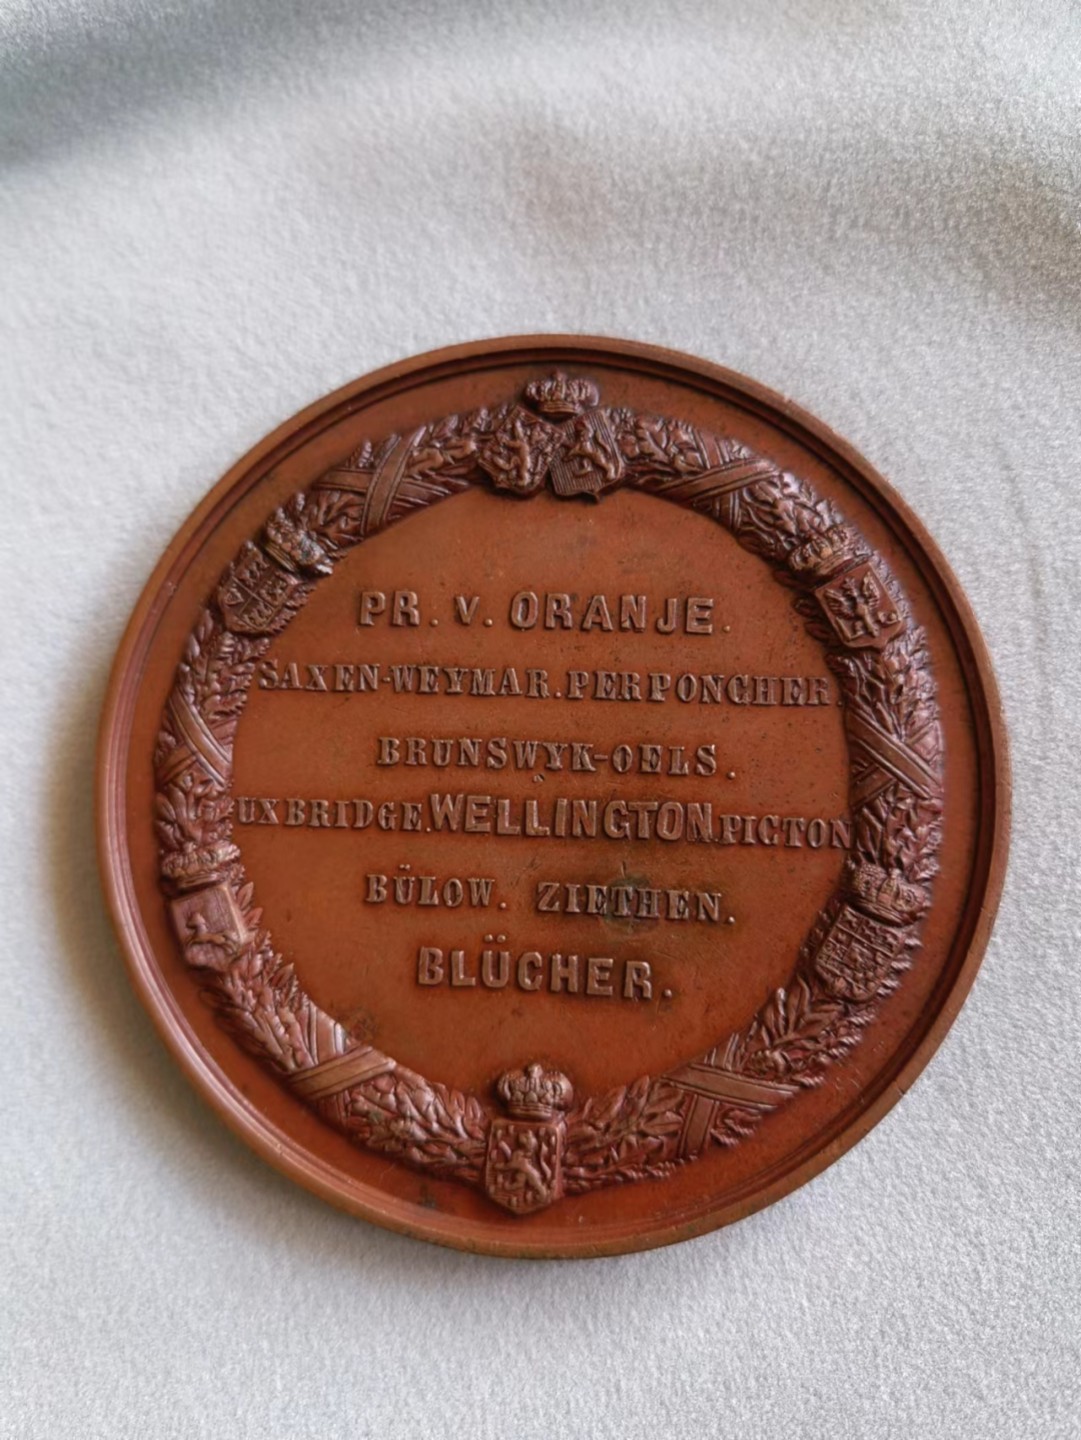 PR. V. ORANJE.
SAXEN-WEYMAR. PERPONCHER.
BRUNSWYK-OELS.
UXBRIDGE. WELLINGTON. PICTON
BÜLOW. ZIETHEN.
BLÜCHER.